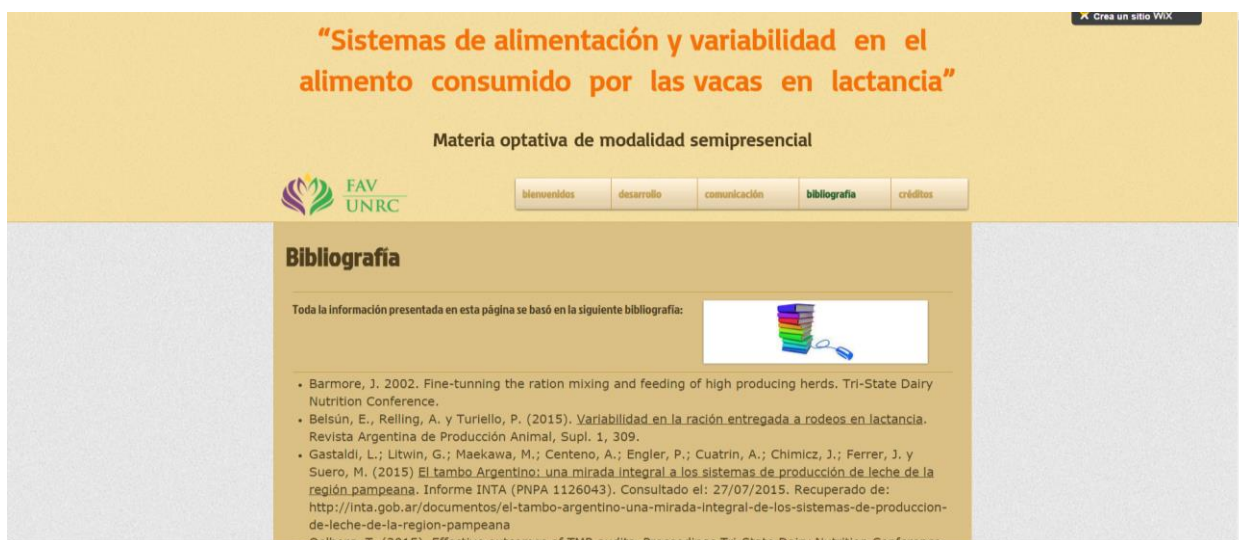 Crea un sitio WiX
“Sistemas de alimentación y variabilidad en el
alimento consumido por las vacas en lactancia”
Materia optativa de modalidad semipresencial
FAV
UNRC
bienvenidos desarrollo comunicación bibliografía créditos
Bibliografía
Toda la información presentada en esta página se basó en la siguiente bibliografía:
• Barmore, J. 2002. Fine-tunning the ration mixing and feeding of high producing herds. Tri-State Dairy
Nutrition Conference.
• Belsún, E., Relling, A. y Turiello, P. (2015). Variabilidad en la ración entregada a rodeos en lactancia.
Revista Argentina de Producción Animal, Supl. 1, 309.
• Gastaldi, L.; Litwin, G.; Maekawa, M.; Centeno, A.; Engler, P.; Cuatrin, A.; Chimicz, J.; Ferrer, J. y
Suero, M. (2015) El tambo Argentino: una mirada integral a los sistemas de producción de leche de la
región pampeana. Informe INTA (PNPA 1126043). Consultado el: 27/07/2015. Recuperado de:
http://inta.gob.ar/documentos/el-tambo-argentino-una-mirada-integral-de-los-sistemas-de-produccion-
de-leche-de-la-region-pampeana